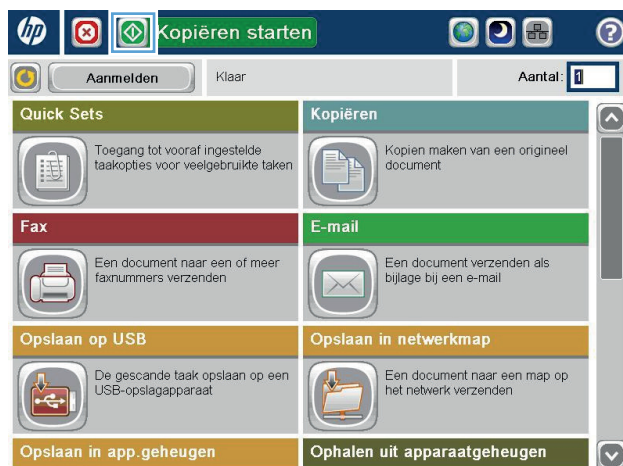 hp
Kopiëren starten
?
Aanmelden
Klaar
Aantal: 1
Quick Sets
Toegang tot vooraf ingestelde
taakopties voor veelgebruikte taken
Kopiëren
Kopien maken van een origineel
document
Fax
Een document naar een of meer
faxnummers verzenden
E-mail
Een document verzenden als
bijlage bij een e-mail
Opslaan op USB
De gescande taak opslaan op een
USB-opslagapparaat
Opslaan in netwerkmap
Een document naar een map op
het netwerk verzenden
Opslaan in app.geheugen
Ophalen uit apparaatgeheugen